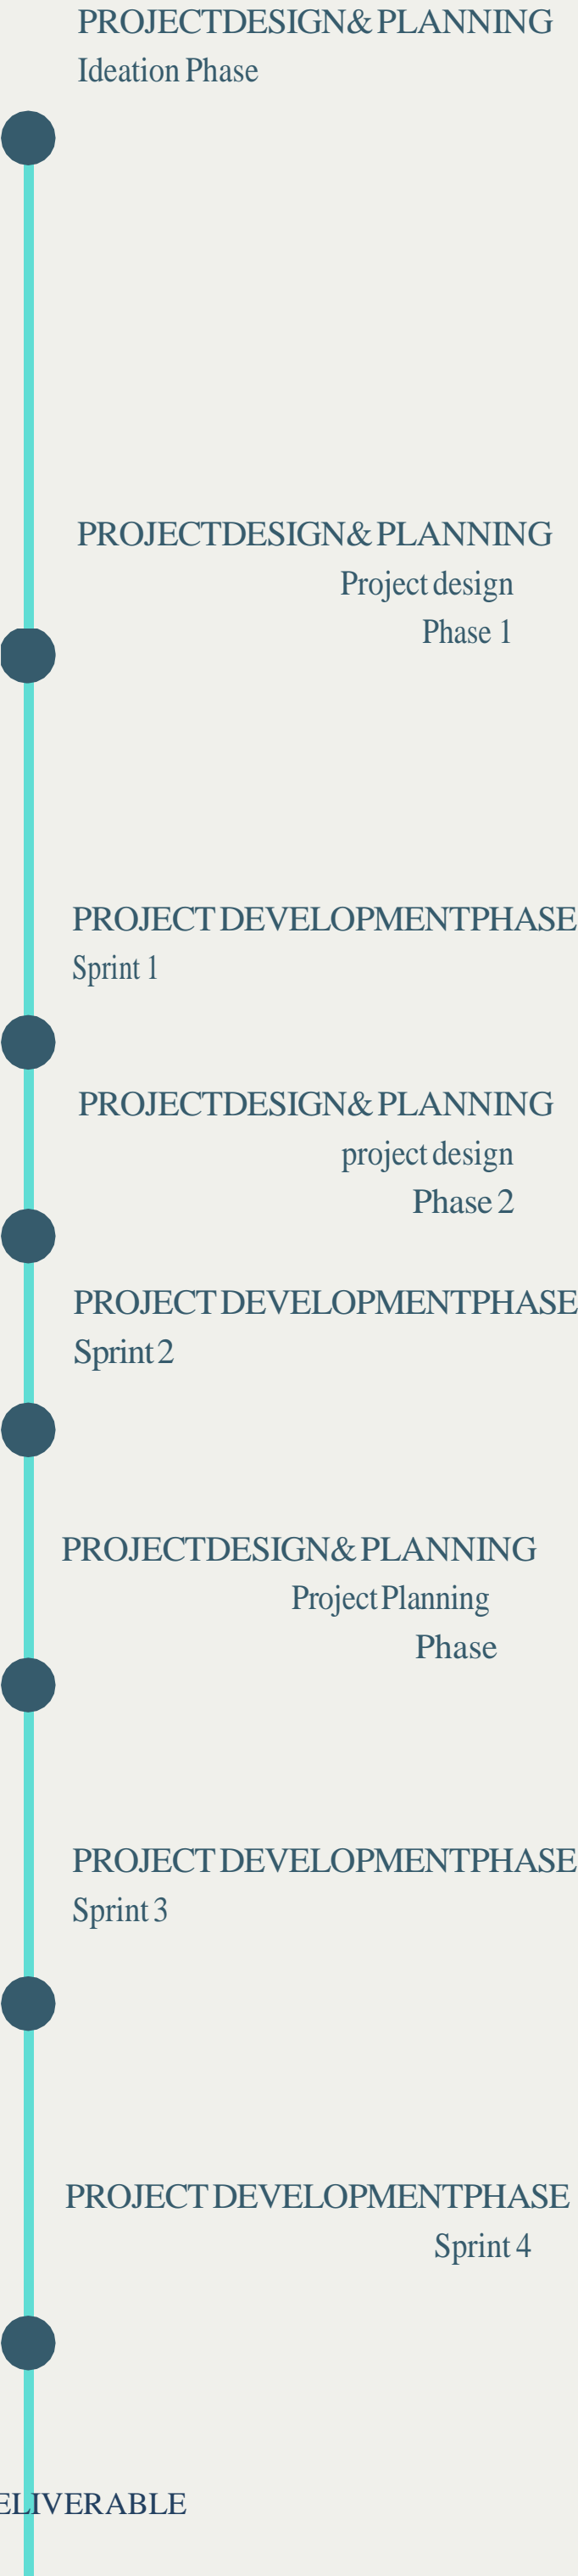 PROJECTDESIGN& PLANNING
Ideation Phase
PROJECTDESIGN& PLANNING
Project design
Phase 1
PROJECT DEVELOPMENTPHASE
Sprint 1
PROJECTDESIGN& PLANNING
project design
Phase 2
PROJECT DEVELOPMENTPHASE
Sprint 2
PROJECTDESIGN& PLANNING
Project Planning
Phase
PROJECT DEVELOPMENTPHASE
Sprint 3
PROJECT DEVELOPMENTPHASE
Sprint 4
ELIVERABLE